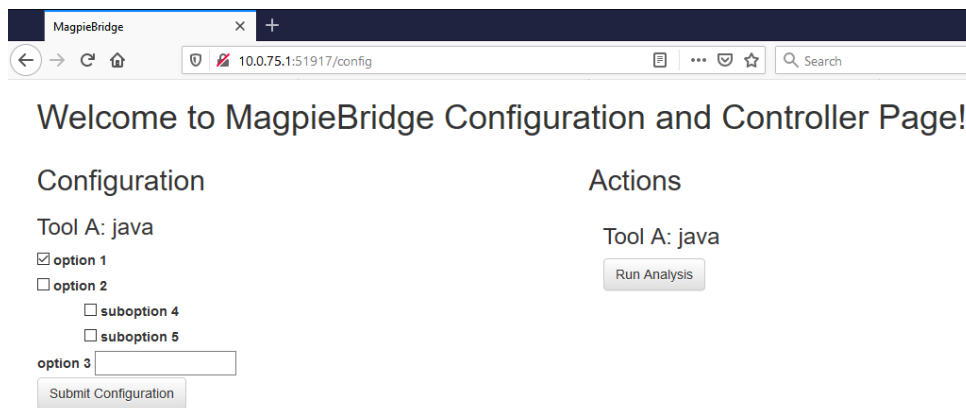 MagpieBridge
10.0.75.1:51917/config
Search
Welcome to MagpieBridge Configuration and Controller Page!
Configuration
Tool A: java
option 1
option 2
suboption 4
suboption 5
option 3
Submit Configuration
Actions
Tool A: java
Run Analysis